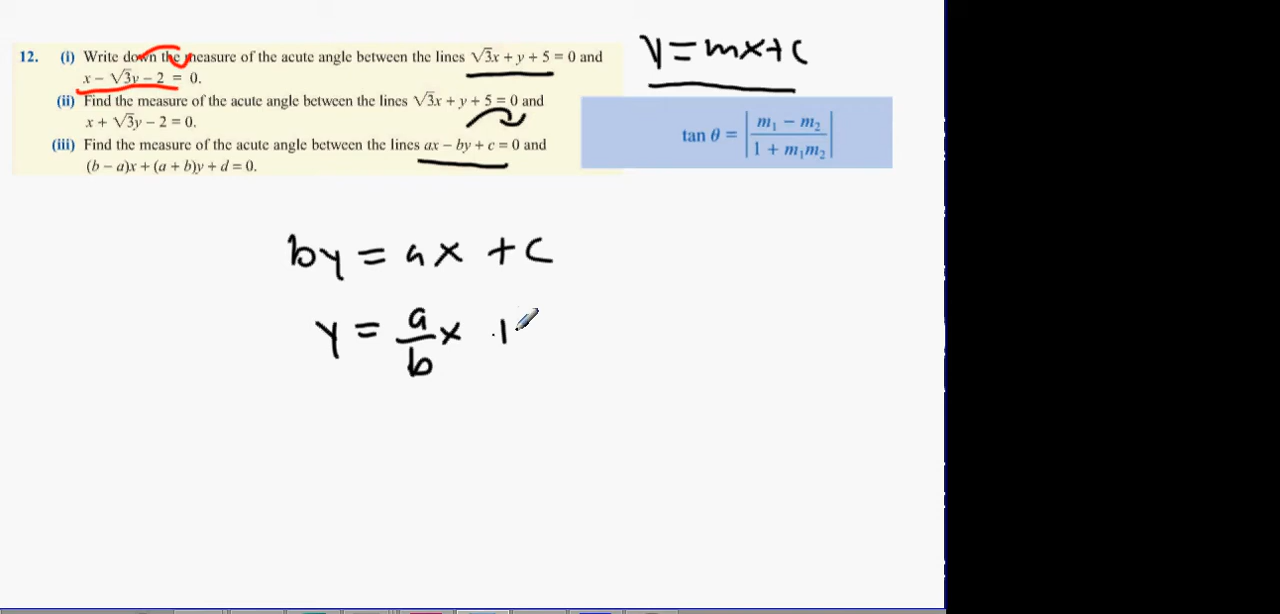 12. (i) Write down the measure of the acute angle between the lines √3x + y + 5 = 0 and
x − √3y − 2 = 0.
(ii) Find the measure of the acute angle between the lines √3x + y + 5 = 0 and
x + √3y − 2 = 0.
(iii) Find the measure of the acute angle between the lines ax − by + c = 0 and
(b − a)x + (a + b)y + d = 0.
y = mx + c
tan θ = |(m₁ − m₂)/(1 + m₁m₂)|
by = ax + c
y = a/b x